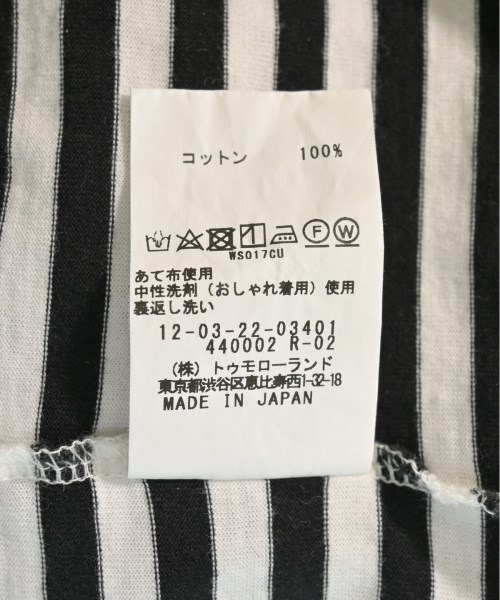 コットン 100%
F W
WS017CU
あて布使用
中性洗剤（おしゃれ着用）使用
裏返し洗い
12-03-22-03401
440002 R-02
（株）トゥモローランド
東京都渋谷区恵比寿西1-32-18
MADE IN JAPAN